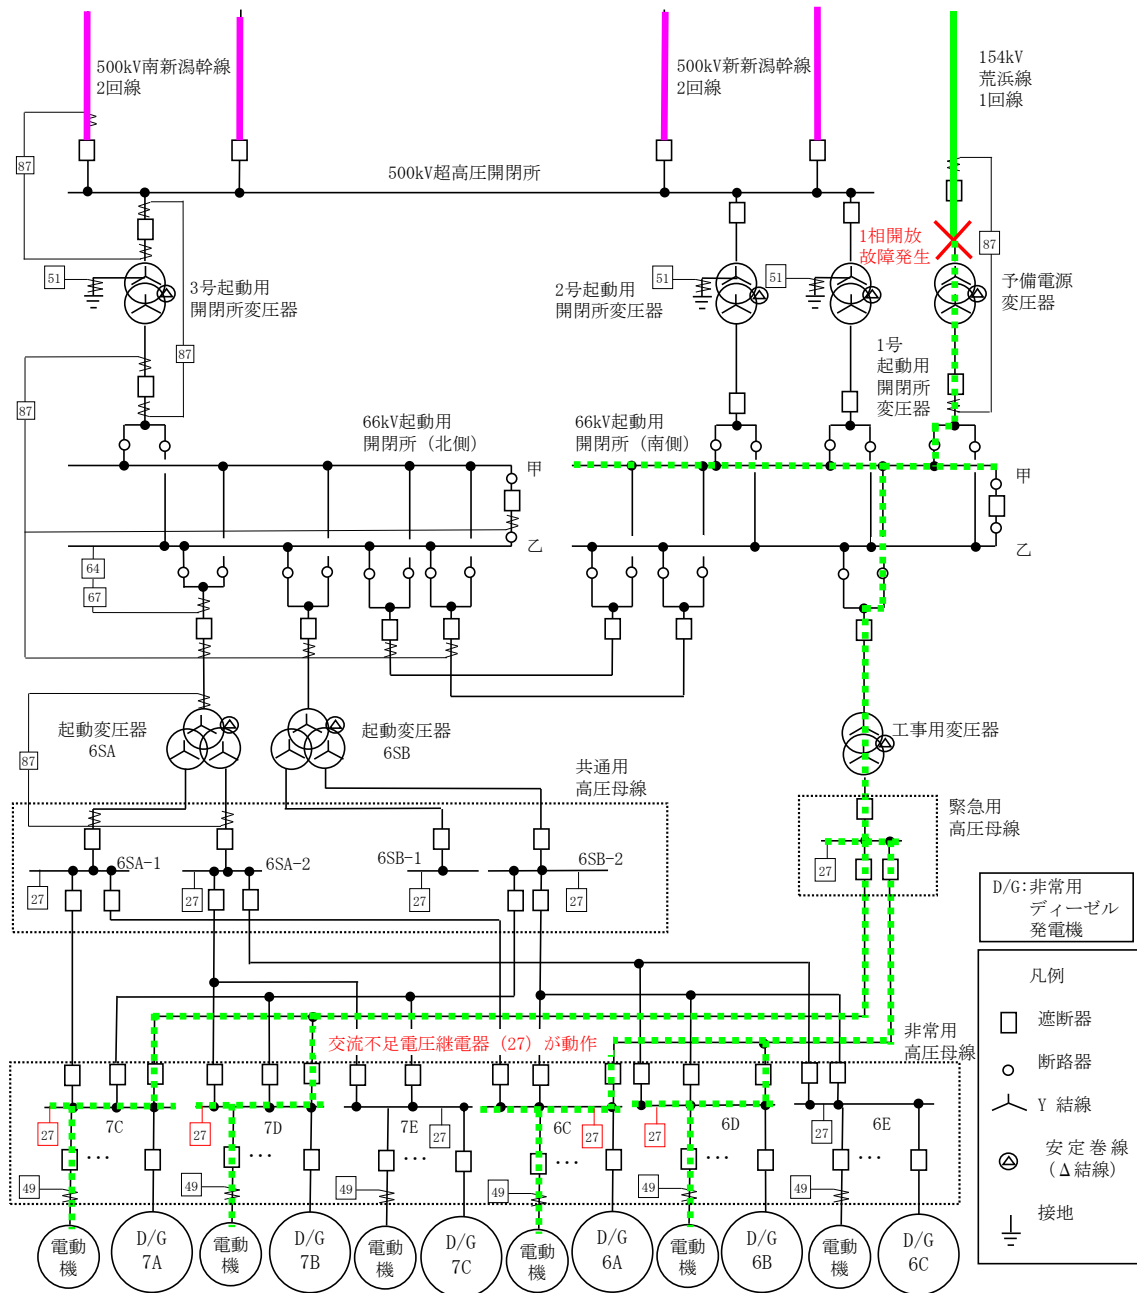 500kV南新潟幹線
2回線
500kV新新潟幹線
2回線
154kV
荒浜線
1回線
87
500kV超高圧開閉所
1相開放
故障発生
87
51
3号起動用
開閉所変圧器
51
2号起動用
開閉所変圧器
51
予備電源
変圧器
87
1号
起動用
開閉所
変圧器
87
66kV起動用
開閉所（北側）
66kV起動用
開閉所（南側）
甲
甲
乙
乙
64
67
起動変圧器
6SA
起動変圧器
6SB
工事用変圧器
87
共通用
高圧母線
緊急用
高圧母線
6SA-1
6SA-2
6SB-1
6SB-2
27
27
27
27
27
D/G:非常用
ディーゼル
発電機
凡例
遮断器
断路器
Y 結線
安定巻線
（Δ結線）
接地
交流不足電圧継電器（27）が動作
非常用
高圧母線
7C
7D
7E
6C
6D
6E
27
27
27
27
27
27
…
…
…
…
…
…
49
49
49
49
49
49
電動
機
D/G
7A
電動
機
D/G
7B
電動
機
D/G
7C
電動
機
D/G
6A
電動
機
D/G
6B
電動
機
D/G
6C